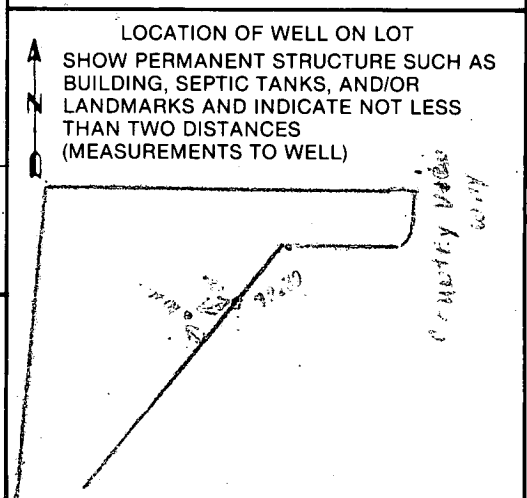 LOCATION OF WELL ON LOT
SHOW PERMANENT STRUCTURE SUCH AS
BUILDING, SEPTIC TANKS, AND/OR
LANDMARKS AND INDICATE NOT LESS
THAN TWO DISTANCES
(MEASUREMENTS TO WELL)
N
WAY